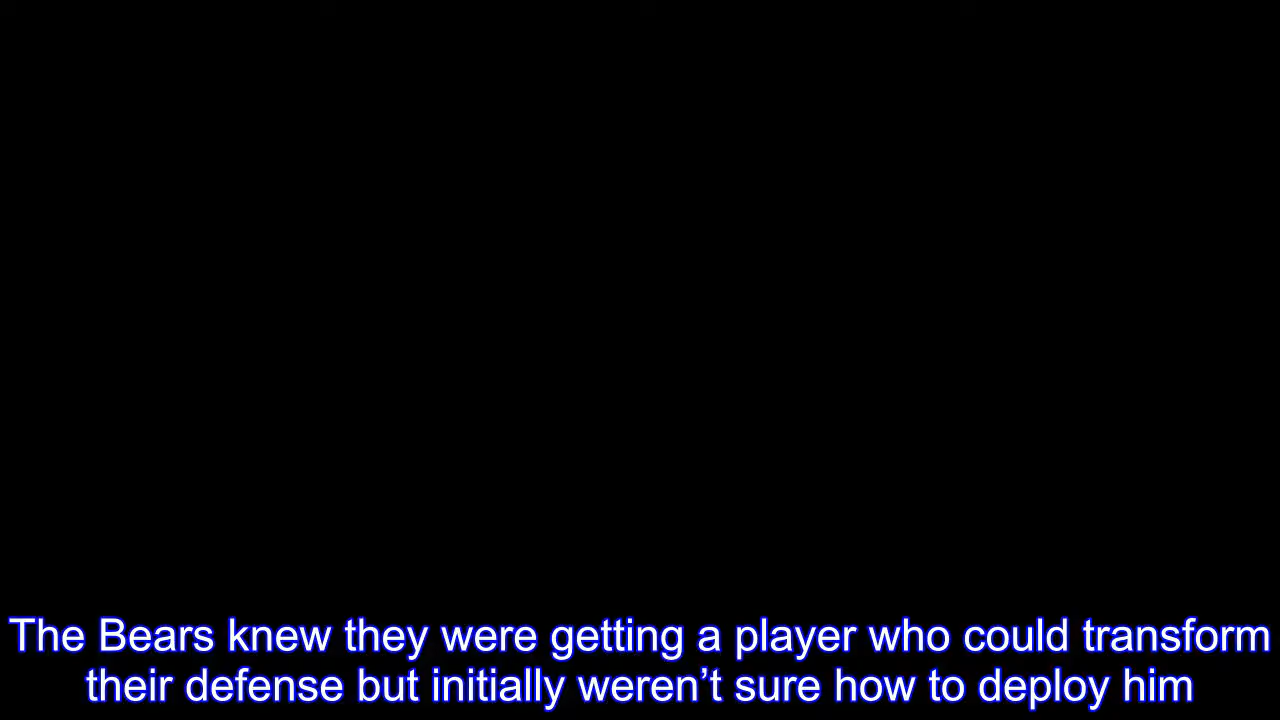 The Bears knew they were getting a player who could transform
their defense but initially weren’t sure how to deploy him